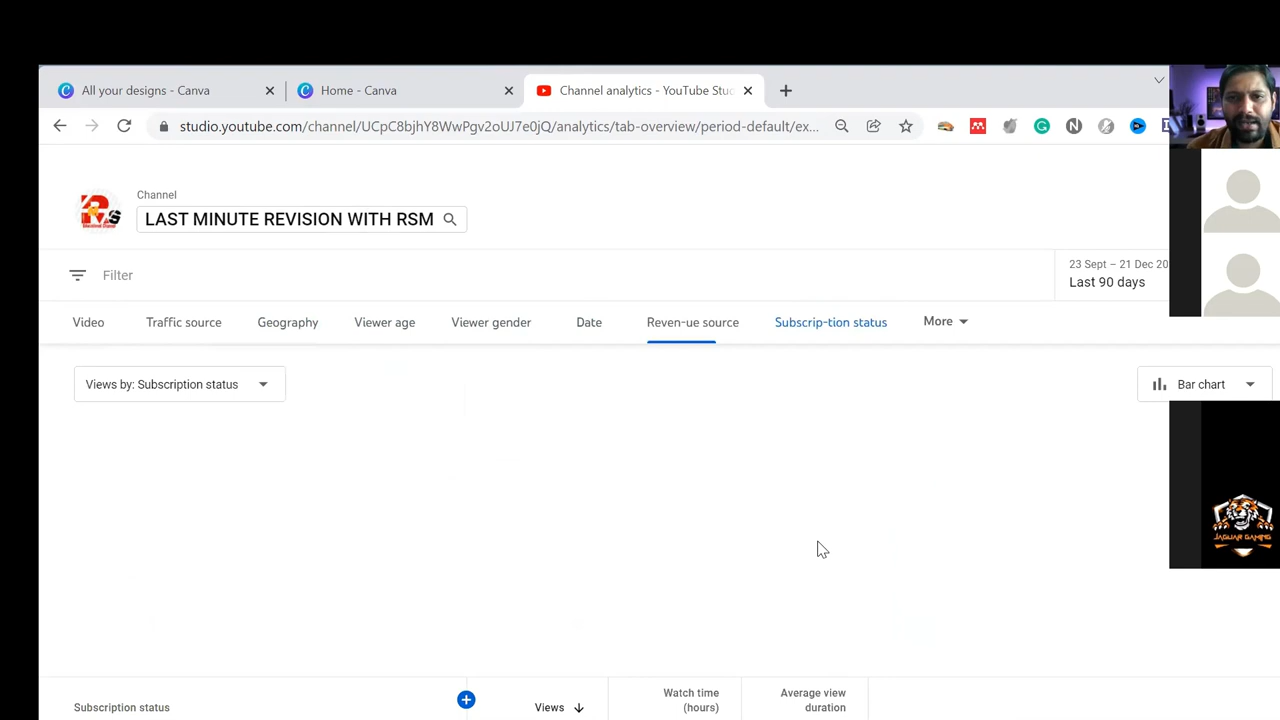 All your designs - Canva
Home - Canva
Channel analytics - YouTube Stu
studio.youtube.com/channel/UCpC8bjhY8WwPgv2oUJ7e0jQ/analytics/tab-overview/period-default/ex...
Channel
LAST MINUTE REVISION WITH RSM
Filter
23 Sept – 21 Dec 20
Last 90 days
Video
Traffic source
Geography
Viewer age
Viewer gender
Date
Reven-ue source
Subscrip-tion status
More
Views by: Subscription status
Bar chart
JAGUAR GAMING
Subscription status
Views
Watch time
(hours)
Average view
duration